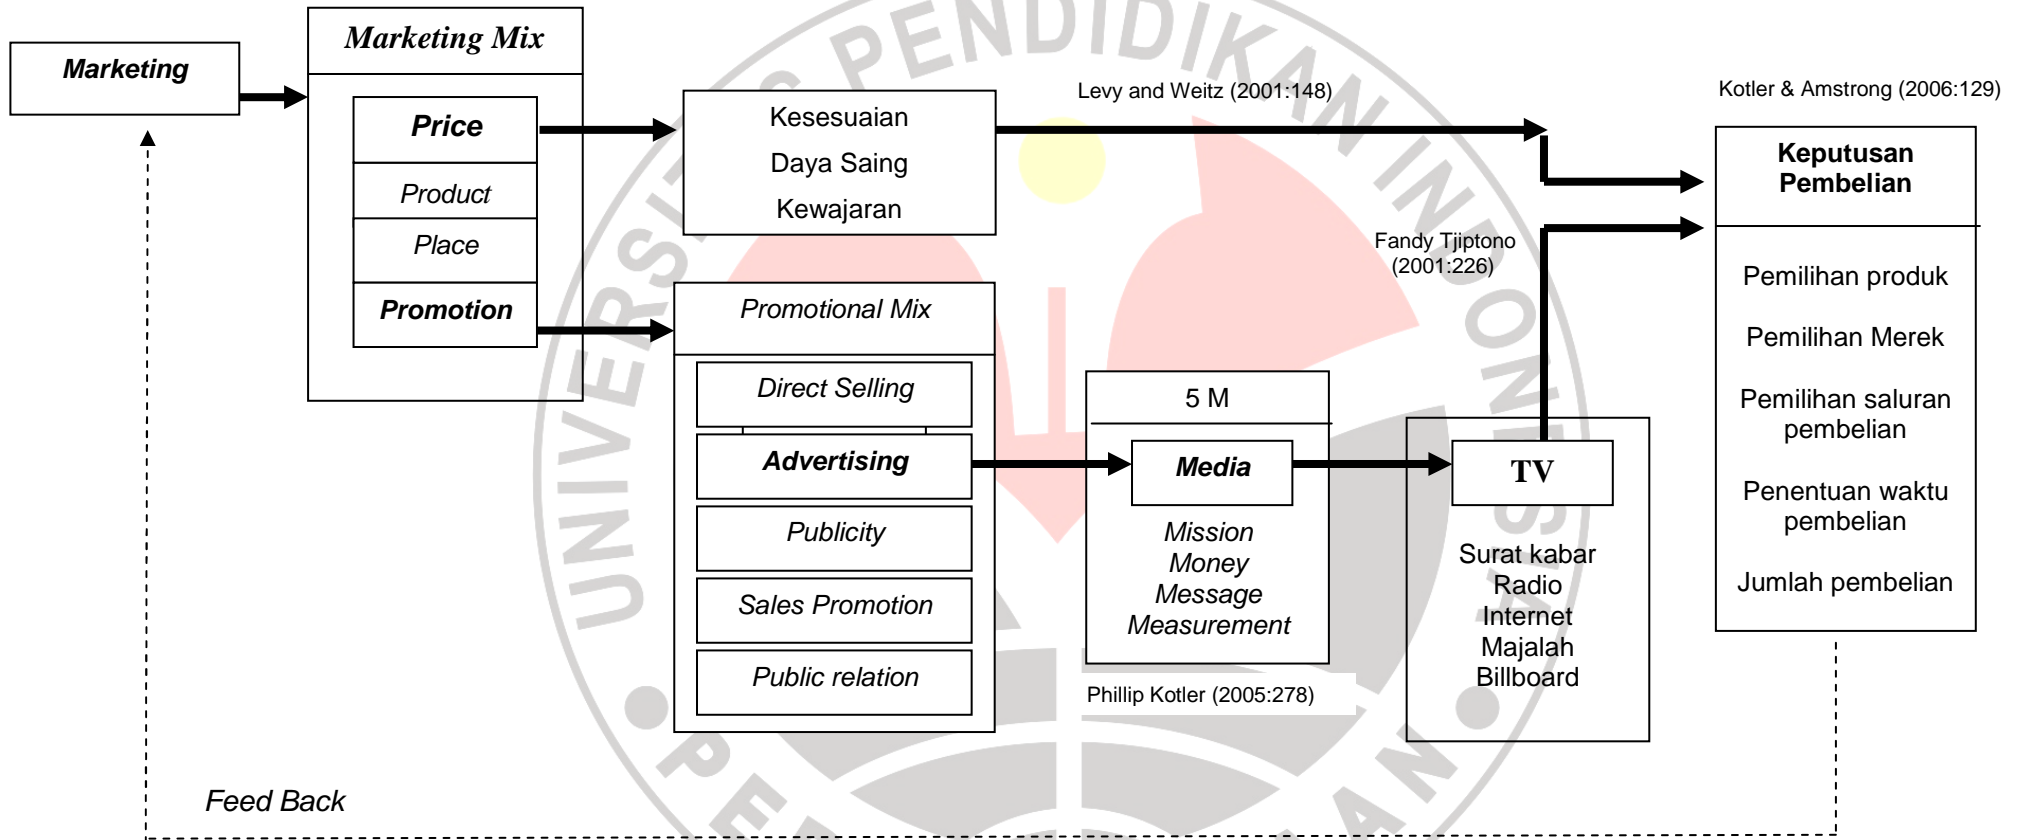 Marketing
Marketing Mix
Price
Product
Place
Promotion
Kesesuaian
Daya Saing
Kewajaran
Levy and Weitz (2001:148)
Promotional Mix
Direct Selling
Advertising
Publicity
Sales Promotion
Public relation
5 M
Media
Mission
Money
Message
Measurement
Phillip Kotler (2005:278)
Fandy Tjiptono
(2001:226)
TV
Surat kabar
Radio
Internet
Majalah
Billboard
Kotler & Amstrong (2006:129)
Keputusan
Pembelian
Pemilihan produk
Pemilihan Merek
Pemilihan saluran
pembelian
Penentuan waktu
pembelian
Jumlah pembelian
Feed Back
UNIVERSITAS PENDIDIKAN INDONESIA